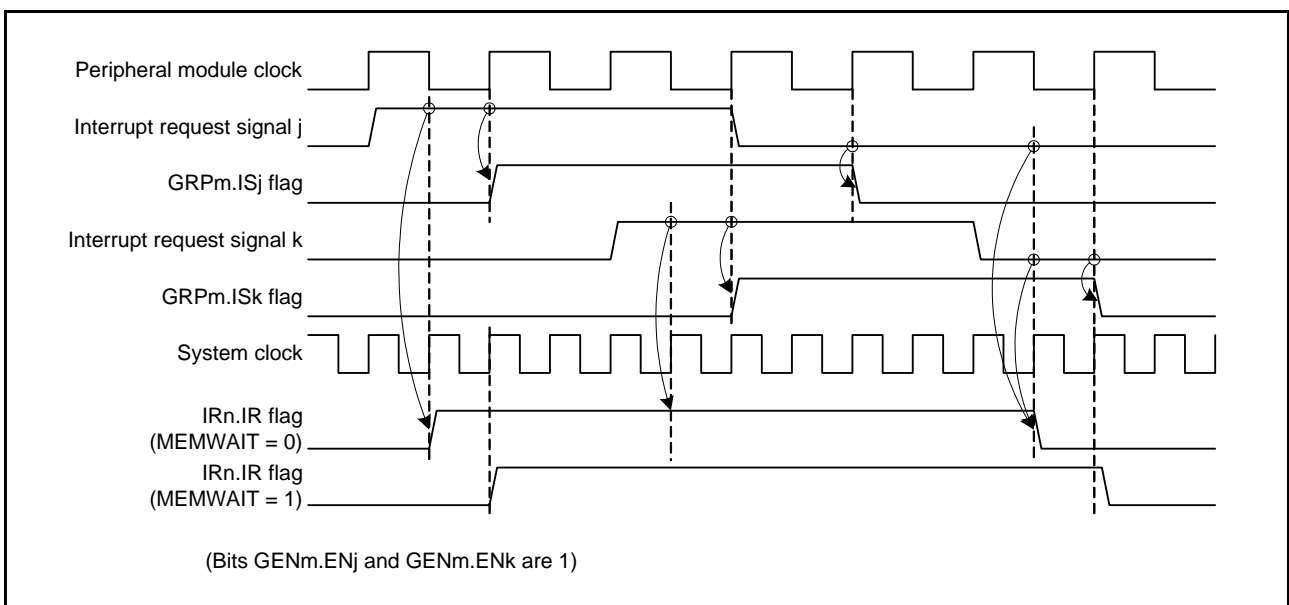 Peripheral module clock
Interrupt request signal j
GRPm.ISj flag
Interrupt request signal k
GRPm.ISk flag
System clock
IRn.IR flag
(MEMWAIT = 0)
IRn.IR flag
(MEMWAIT = 1)
(Bits GENm.ENj and GENm.ENk are 1)